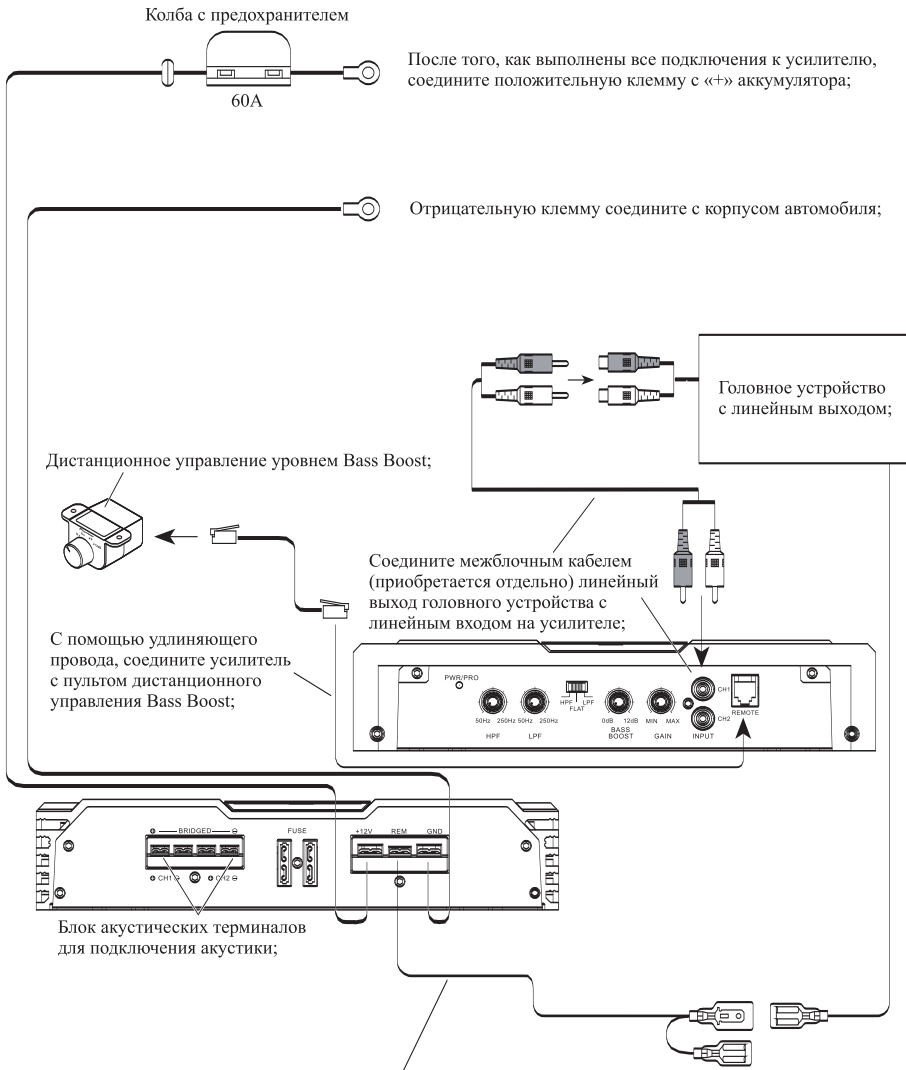 Колба с предохранителем
После того, как выполнены все подключения к усилителю,
соедините положительную клемму с «+» аккумулятора;
60A
Отрицательную клемму соедините с корпусом автомобиля;
Головное устройство
с линейным выходом;
Дистанционное управление уровнем Bass Boost;
Соедините межблочным кабелем
(приобретается отдельно) линейный
выход головного устройства с
линейным входом на усилителе;
С помощью удлиняющего
провода, соедините усилитель
с пультом дистанционного
управления Bass Boost;
PWR/PRO
HPF LPF
FLAT
50Hz 250Hz 50Hz 250Hz 0dB 12dB MIN MAX
HPF LPF BASS
BOOST GAIN INPUT
CH1
CH2
REMOTE
⊕ BRIDGED ⊖ FUSE +12V REM GND
⊕ CH1 ⊖ ⊕ CH2 ⊖
Блок акустических терминалов
для подключения акустики;